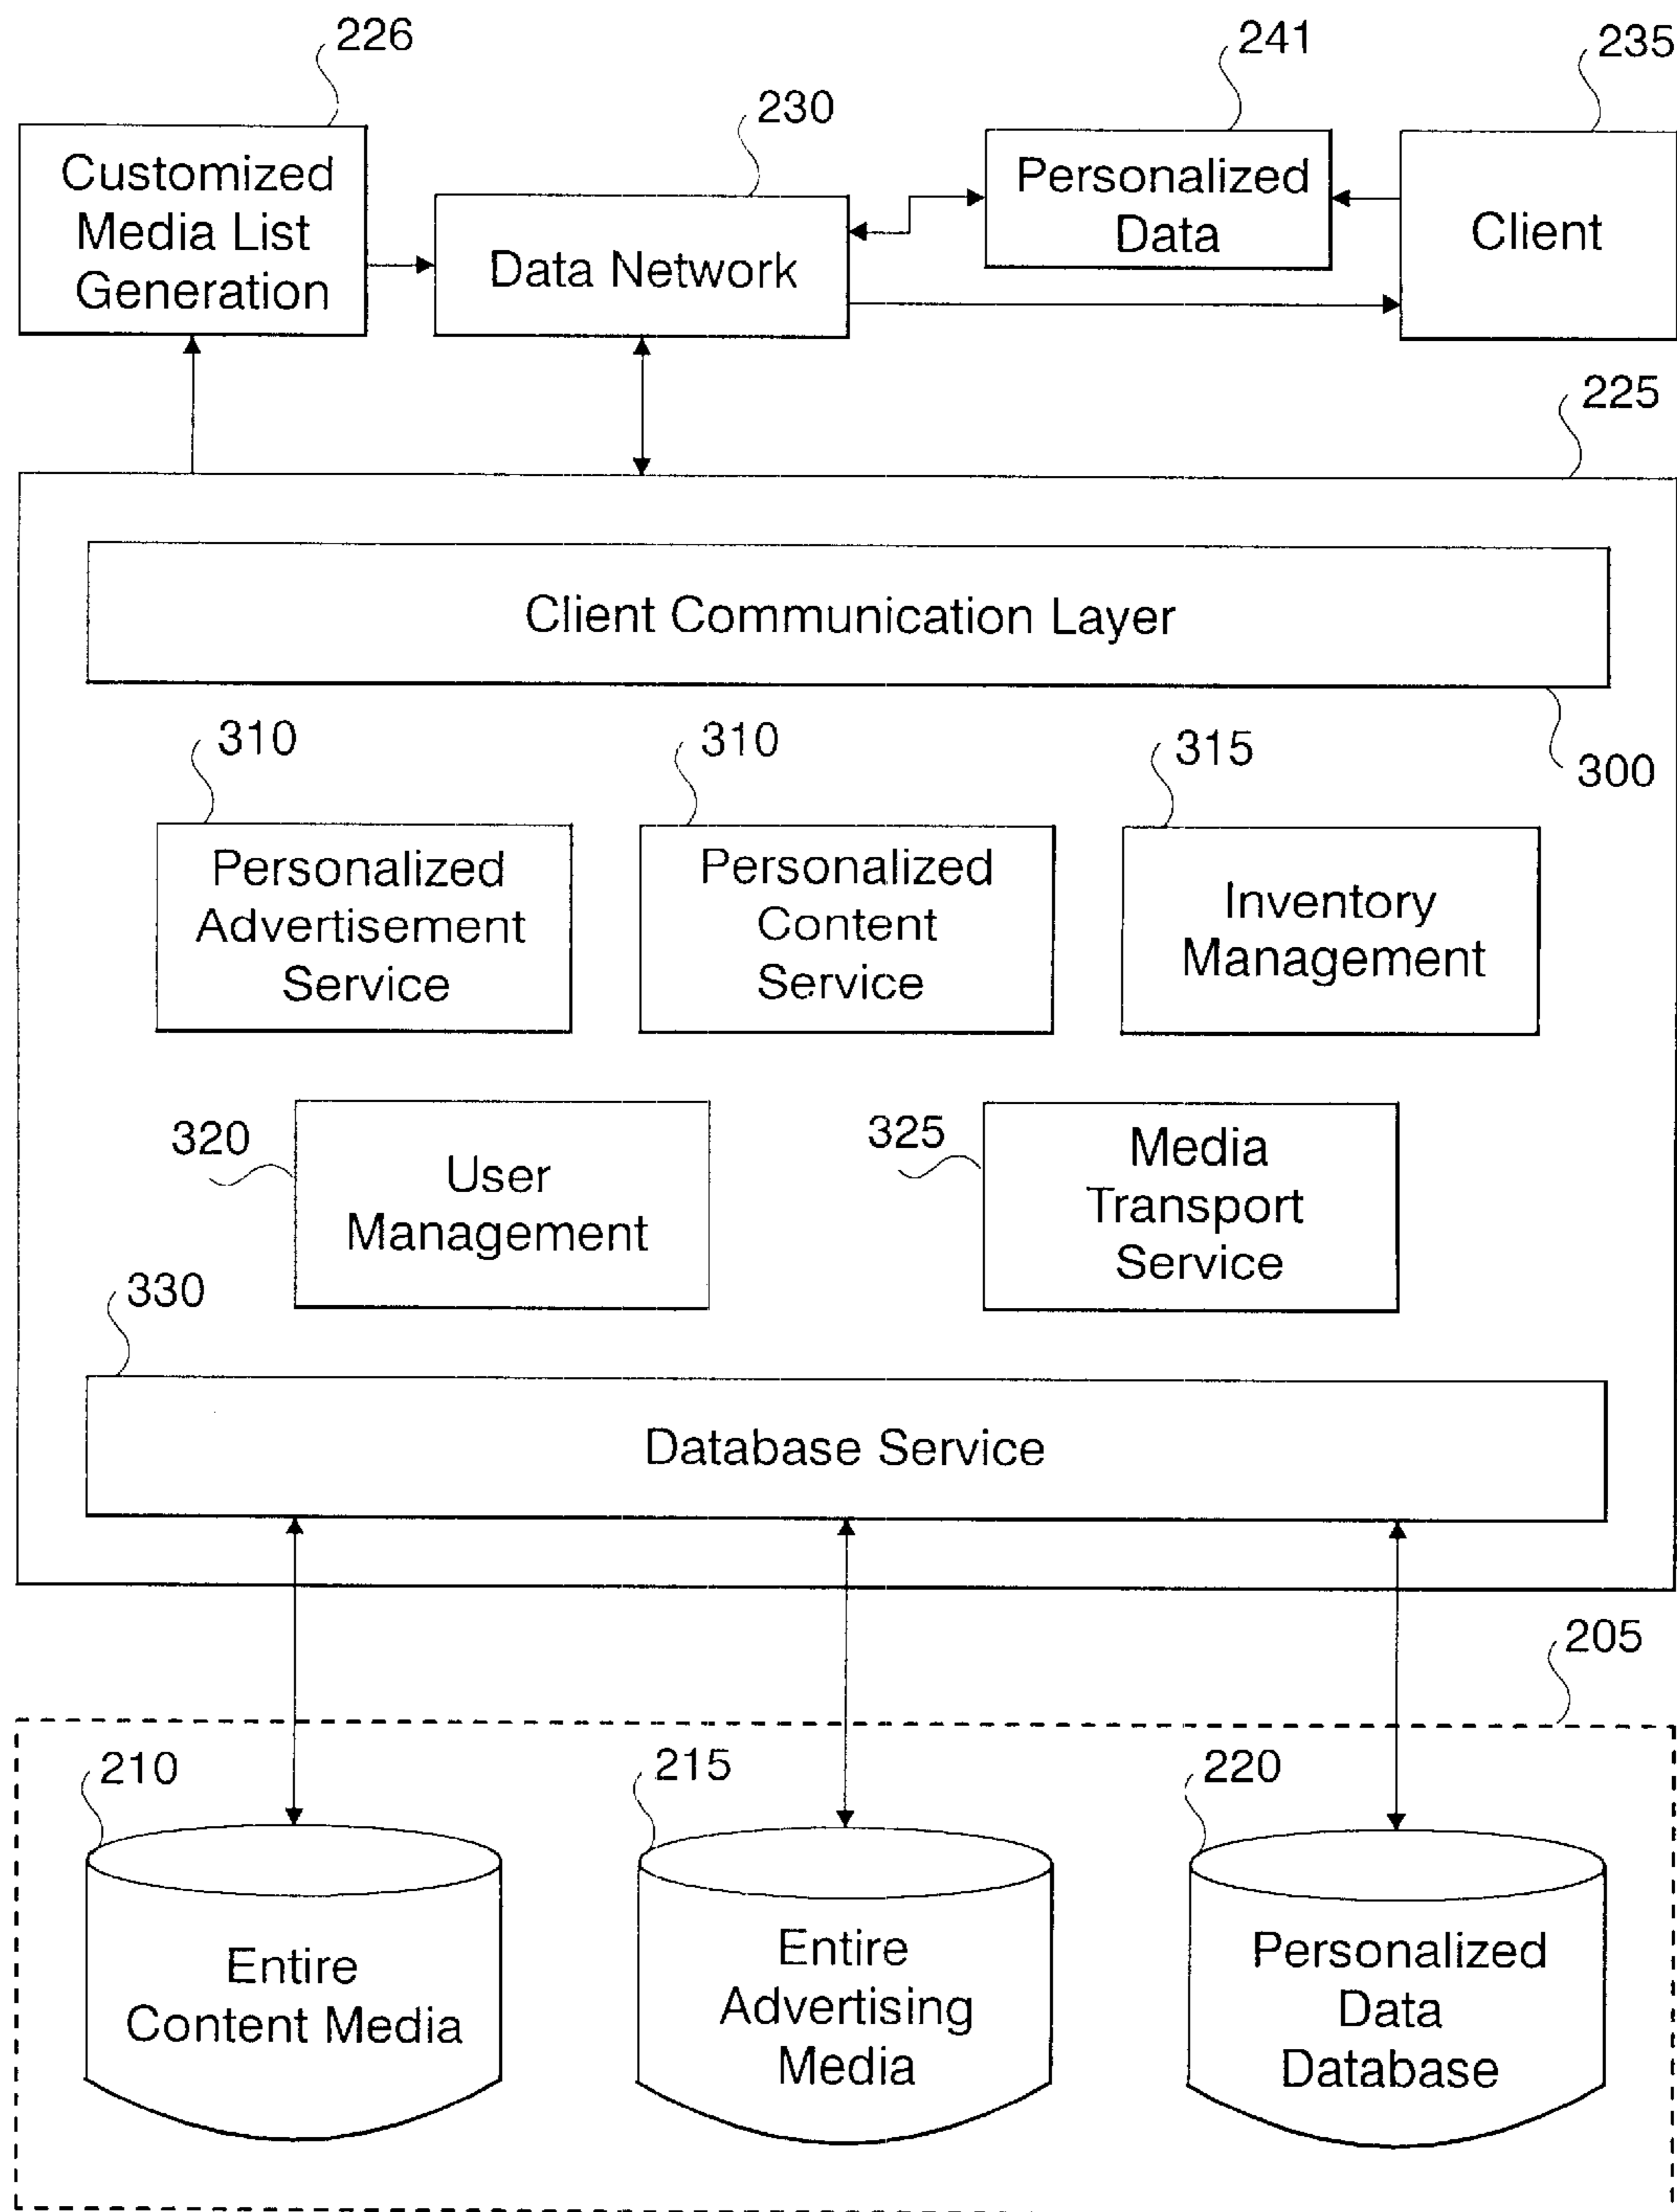 226
241
235
230
Customized
Media List
Generation
Data Network
Personalized
Data
Client
225
Client Communication Layer
300
310
310
315
Personalized
Advertisement
Service
Personalized
Content
Service
Inventory
Management
320
User
Management
325
Media
Transport
Service
330
Database Service
205
210
215
220
Entire
Content Media
Entire
Advertising
Media
Personalized
Data
Database